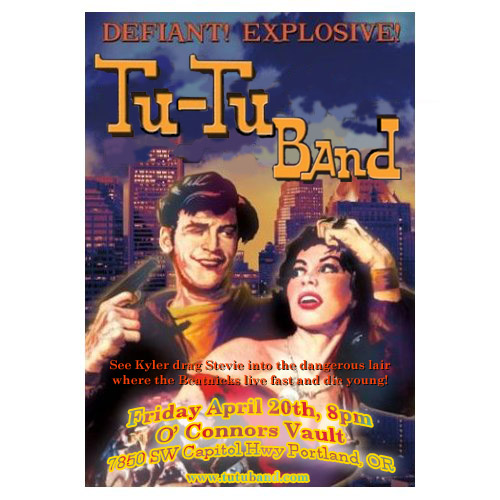 DEFIANT! EXPLOSIVE!
Tu-Tu
Band
See Kyler drag Stevie into the dangerous lair
where the Beatnicks live fast and die young!
Friday April 20th, 8pm
O' Connors Vault
7850 SW Capitol Hwy Portland, OR
www.tutuband.com